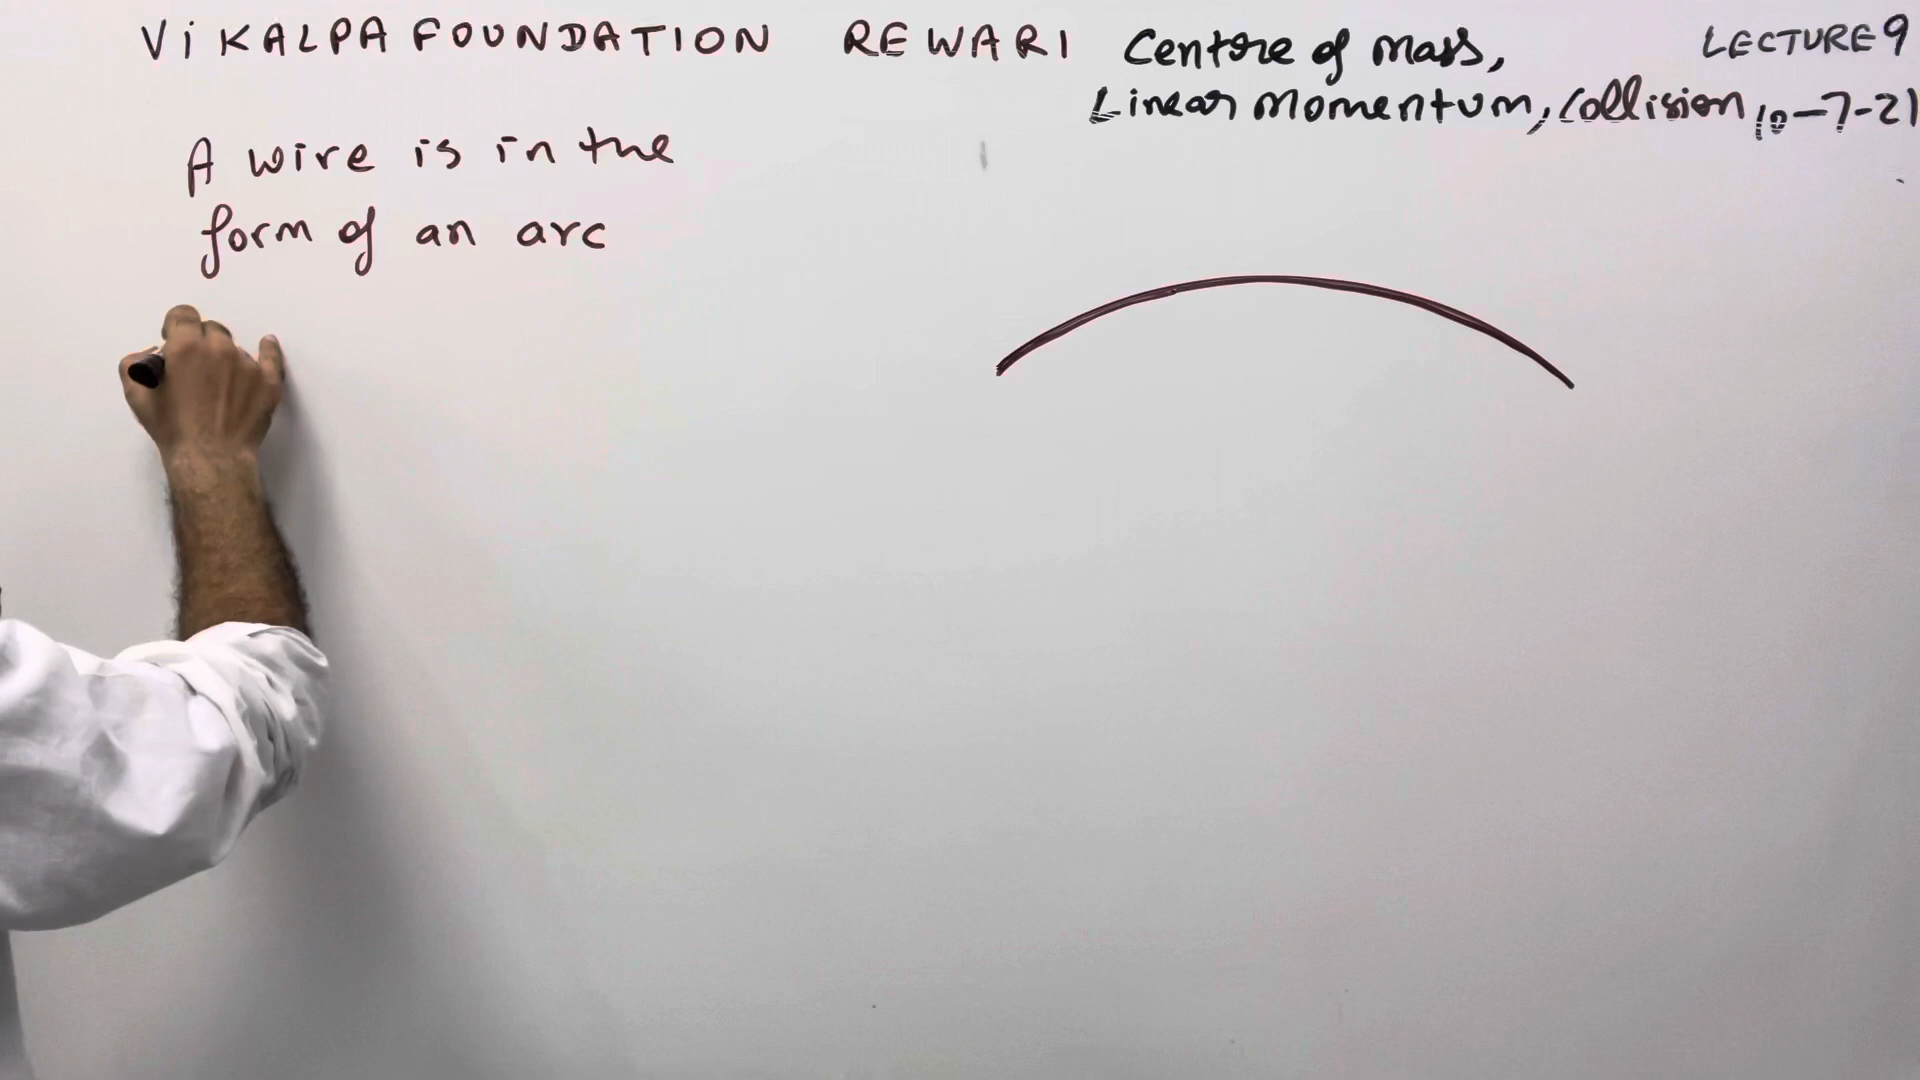 ViKALPA FOUNDATION REWARI
Centre of mass,
Linear momentum, Collision
LECTURE 9
10-7-21
A wire is in the
form of an arc